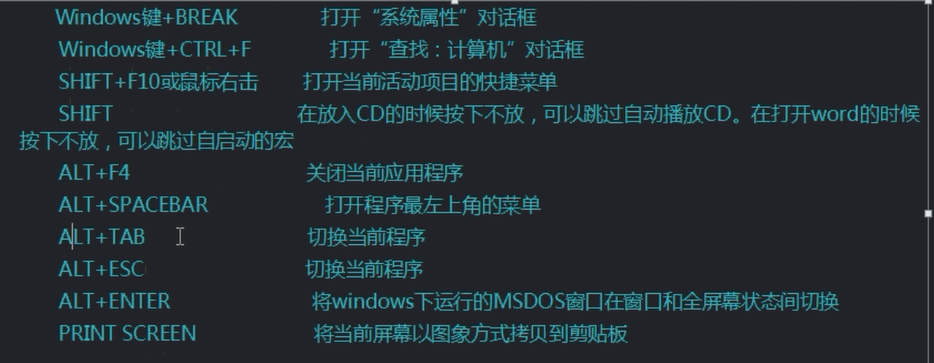 Windows键+BREAK 打开“系统属性”对话框
Windows键+CTRL+F 打开“查找：计算机”对话框
SHIFT+F10或鼠标右击 打开当前活动项目的快捷菜单
SHIFT 在放入CD的时候按下不放，可以跳过自动播放CD。在打开word的时候
按下不放，可以跳过自启动的宏
ALT+F4 关闭当前应用程序
ALT+SPACEBAR 打开程序最左上角的菜单
ALT+TAB 切换当前程序
ALT+ESC 切换当前程序
ALT+ENTER 将windows下运行的MSDOS窗口在窗口和全屏幕状态间切换
PRINT SCREEN 将当前屏幕以图象方式拷贝到剪贴板